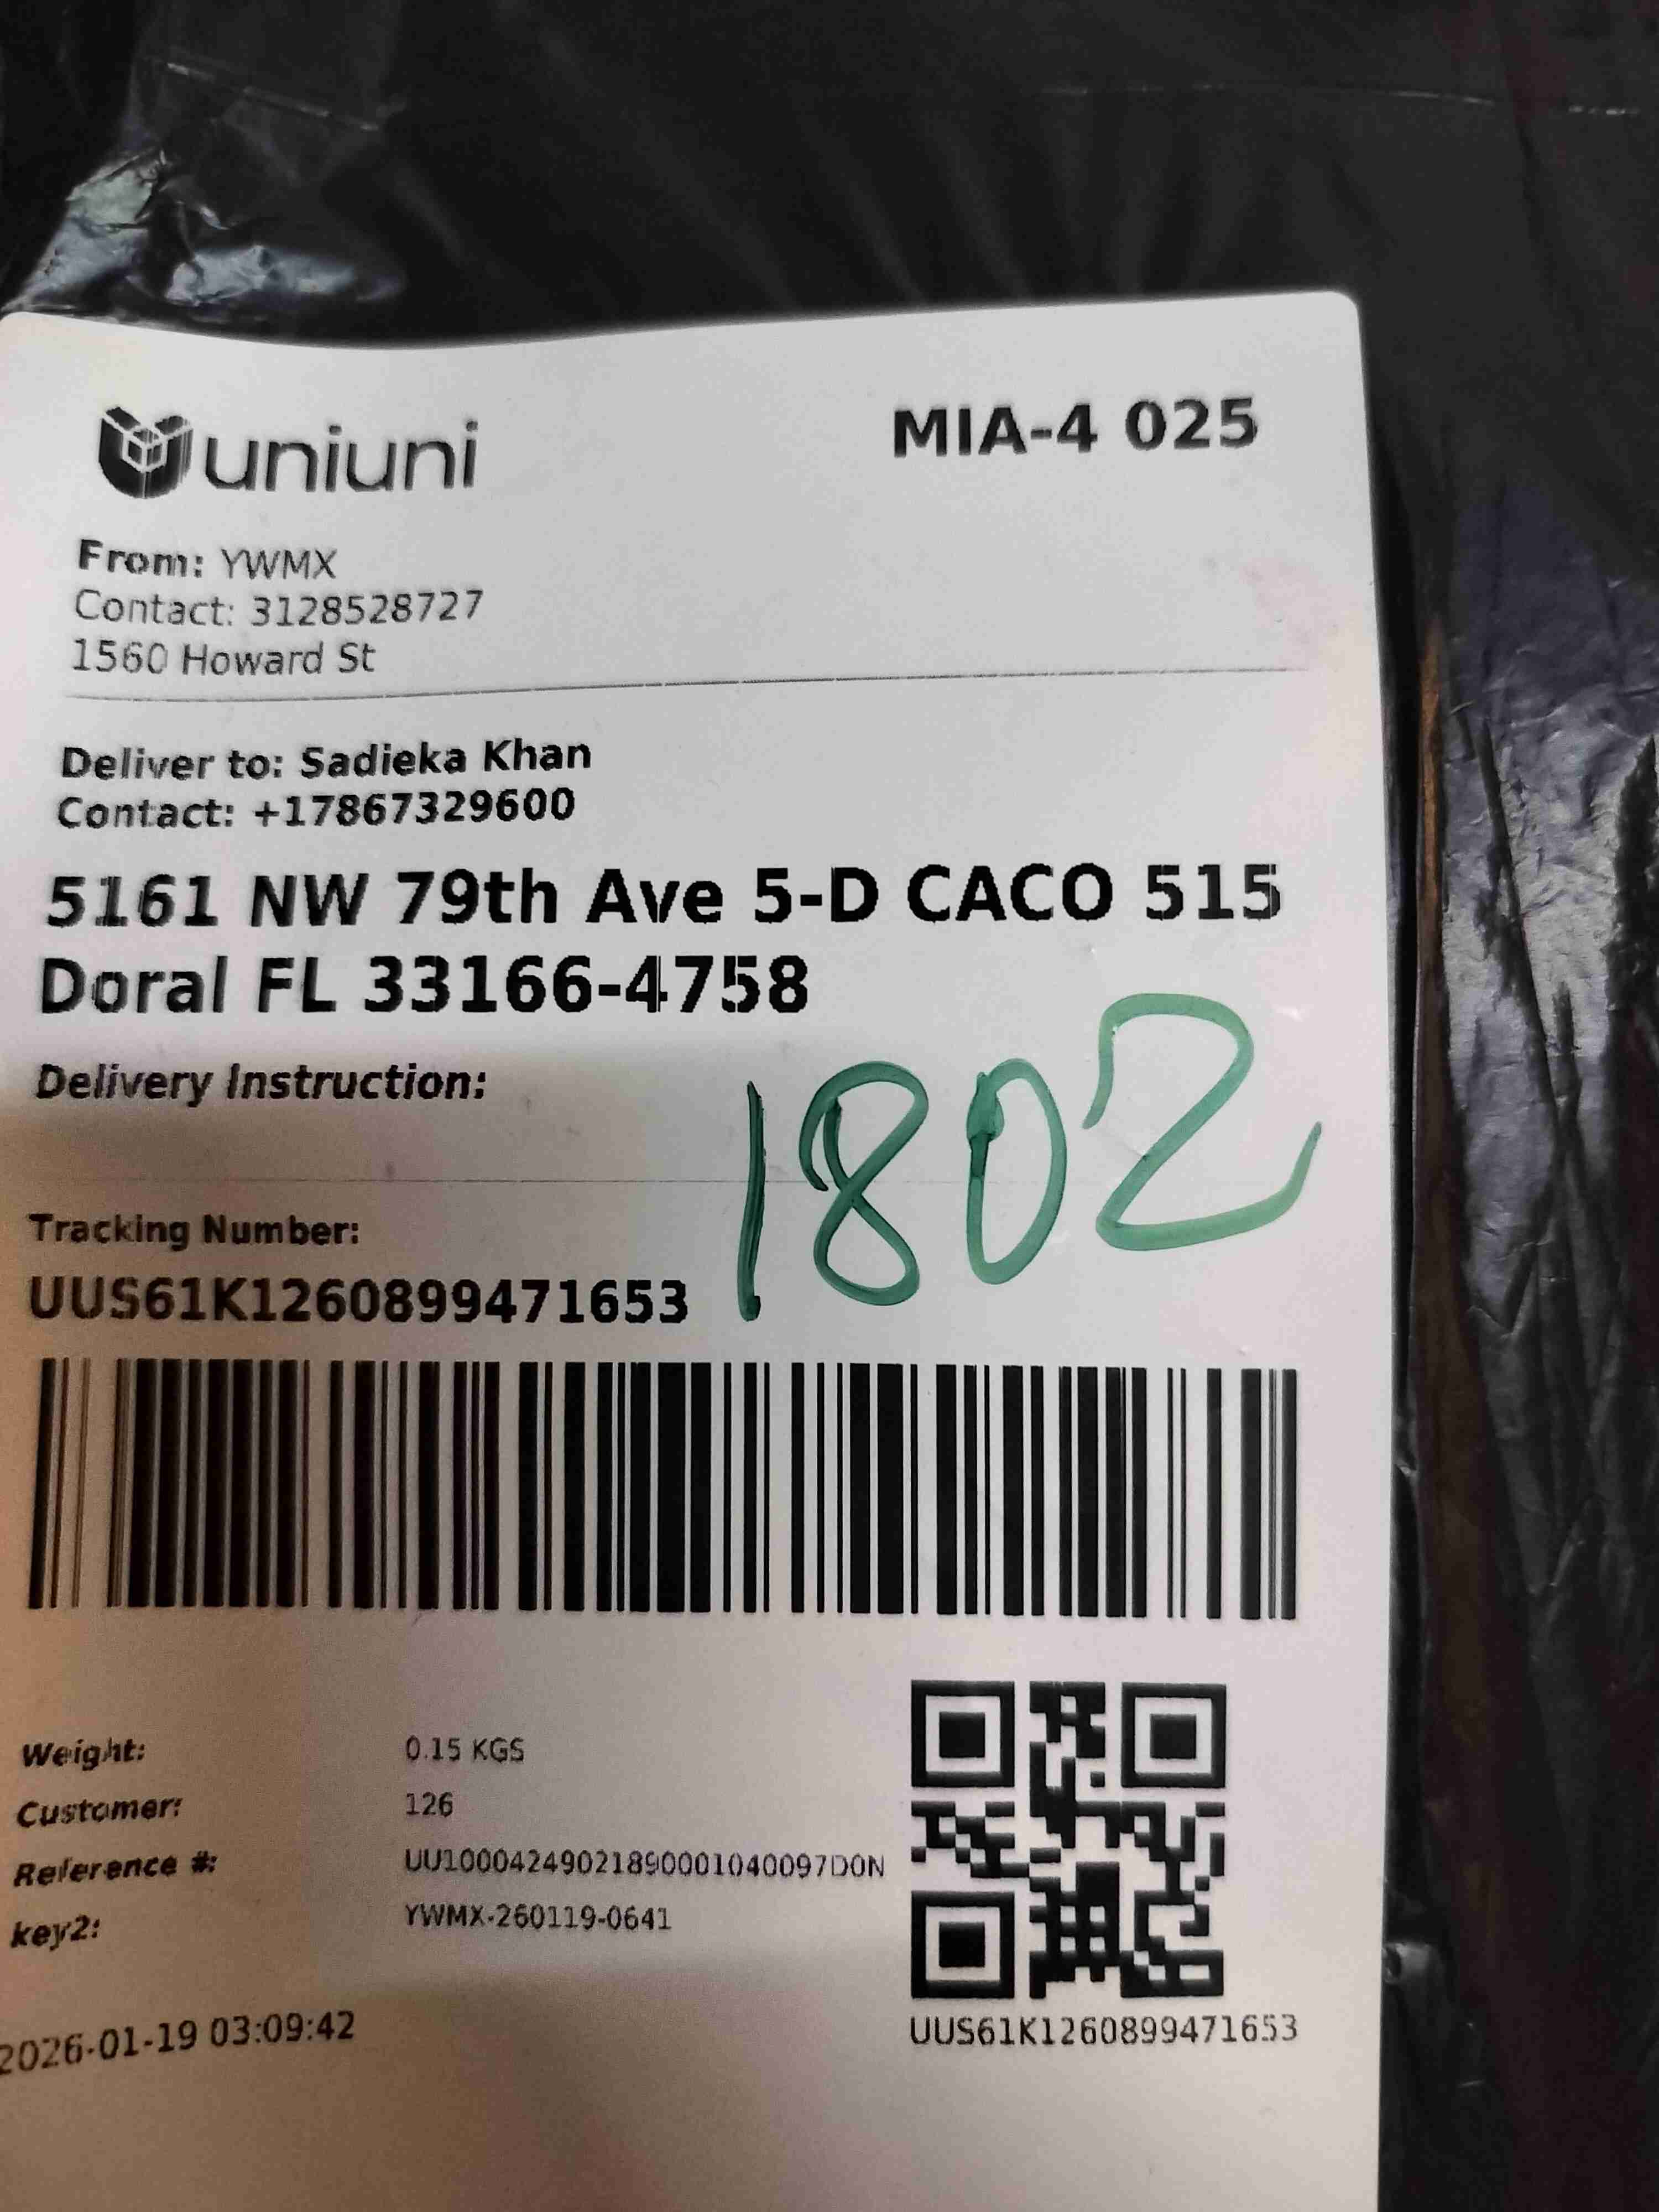 uniuni
MIA-4 025
From: YWMX
Contact: 3128528727
1560 Howard St
Deliver to: Sadieka Khan
Contact: +17867329600
5161 NW 79th Ave 5-D CACO 515
Doral FL 33166-4758
Delivery Instruction:
1802
Tracking Number:
UUS61K1260899471653
Weight: 0.15 KGS
Customer: 126
Reference #: UU10004249021890001040097D0N
key2: YWMX-260119-0641
2026-01-19 03:09:42
UUS61K1260899471653